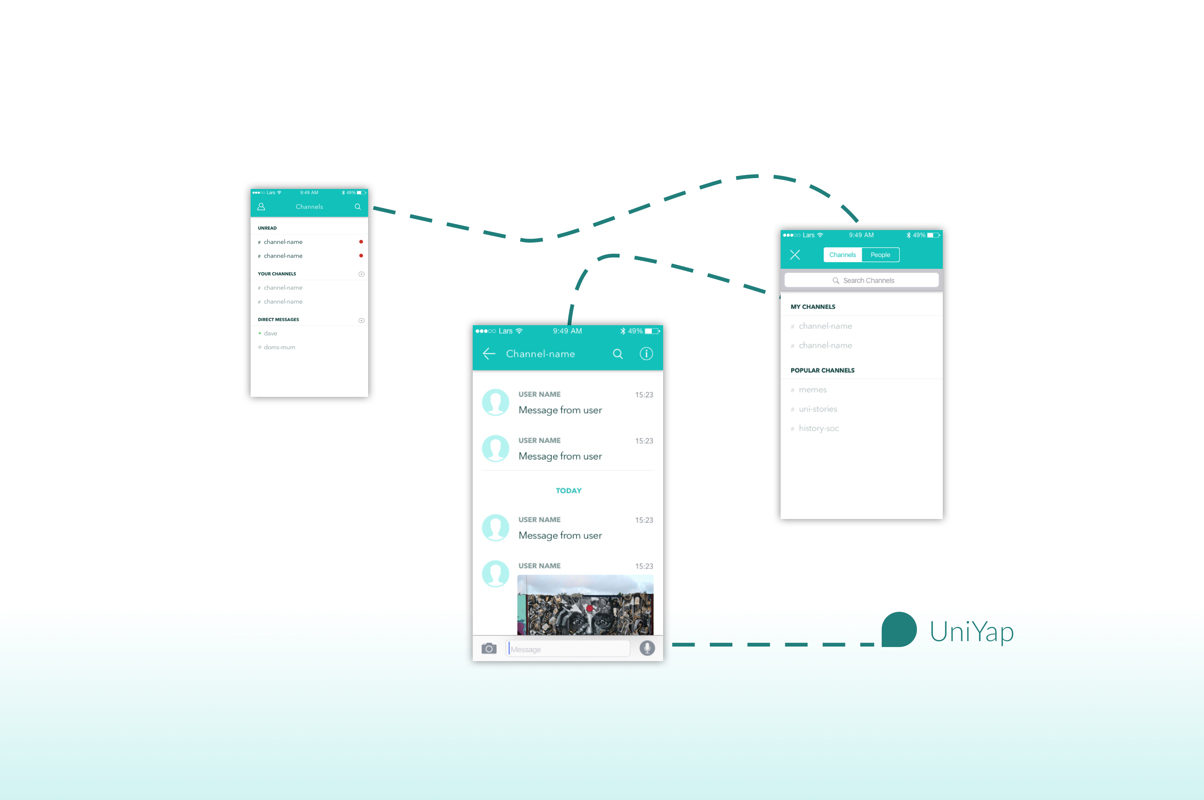 Lars 9:49 AM 49%
Channels
UNREAD
# channel-name
# channel-name
YOUR CHANNELS
# channel-name
# channel-name
DIRECT MESSAGES
dave
doms-mum
Lars 9:49 AM 49%
Channel-name
USER NAME 15:23
Message from user
USER NAME 15:23
Message from user
TODAY
USER NAME 15:23
Message from user
USER NAME 15:23
Message
Lars 9:49 AM 49%
Channels People
Search Channels
MY CHANNELS
# channel-name
# channel-name
POPULAR CHANNELS
# memes
# uni-stories
# history-soc
UniYap